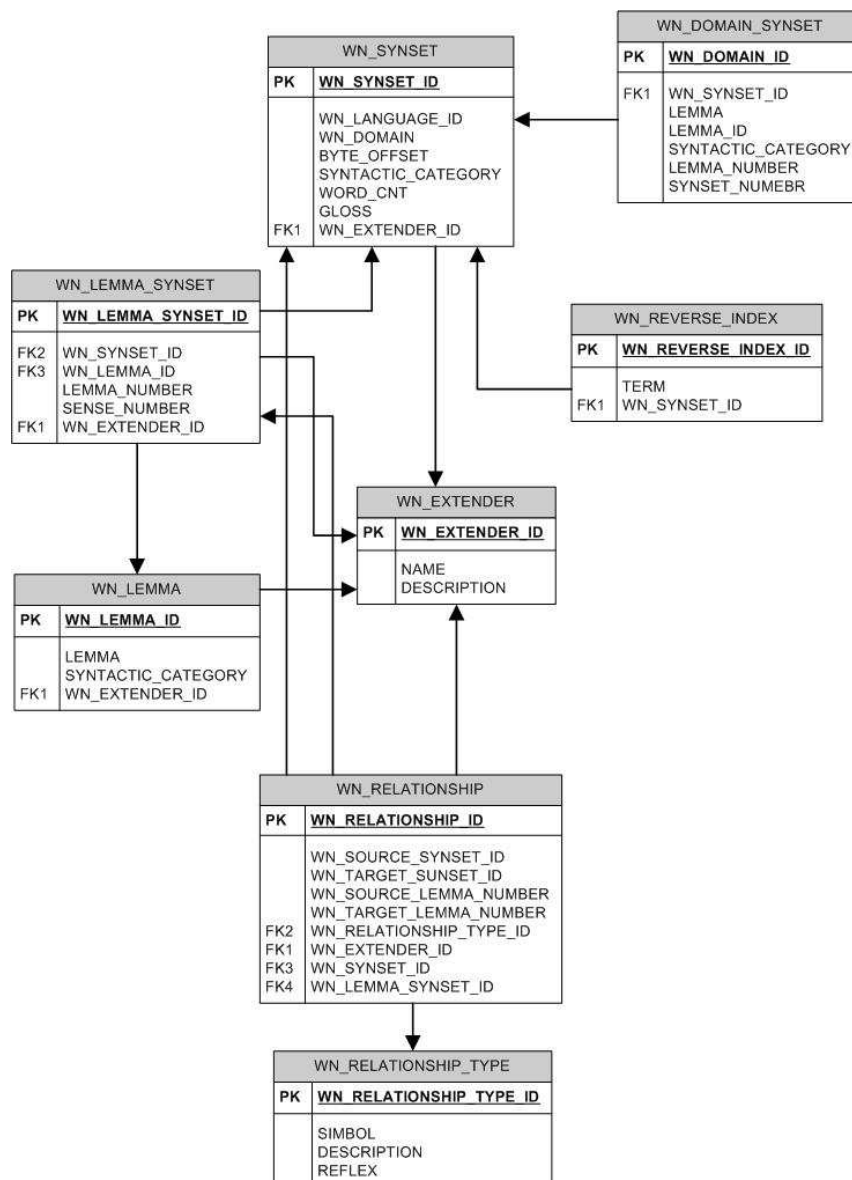 WN_SYNSET
PK WN_SYNSET_ID
WN_LANGUAGE_ID
WN_DOMAIN
BYTE_OFFSET
SYNTACTIC_CATEGORY
WORD_CNT
GLOSS
FK1 WN_EXTENDER_ID
WN_DOMAIN_SYNSET
PK WN_DOMAIN_ID
FK1 WN_SYNSET_ID
LEMMA
LEMMA_ID
SYNTACTIC_CATEGORY
LEMMA_NUMBER
SYNSET_NUMEBR
WN_LEMMA_SYNSET
PK WN_LEMMA_SYNSET_ID
FK2 WN_SYNSET_ID
FK3 WN_LEMMA_ID
LEMMA_NUMBER
SENSE_NUMBER
FK1 WN_EXTENDER_ID
WN_REVERSE_INDEX
PK WN_REVERSE_INDEX_ID
TERM
FK1 WN_SYNSET_ID
WN_EXTENDER
PK WN_EXTENDER_ID
NAME
DESCRIPTION
WN_LEMMA
PK WN_LEMMA_ID
LEMMA
SYNTACTIC_CATEGORY
FK1 WN_EXTENDER_ID
WN_RELATIONSHIP
PK WN_RELATIONSHIP_ID
WN_SOURCE_SYNSET_ID
WN_TARGET_SUNSET_ID
WN_SOURCE_LEMMA_NUMBER
WN_TARGET_LEMMA_NUMBER
FK2 WN_RELATIONSHIP_TYPE_ID
FK1 WN_EXTENDER_ID
FK3 WN_SYNSET_ID
FK4 WN_LEMMA_SYNSET_ID
WN_RELATIONSHIP_TYPE
PK WN_RELATIONSHIP_TYPE_ID
SIMBOL
DESCRIPTION
REFLEX